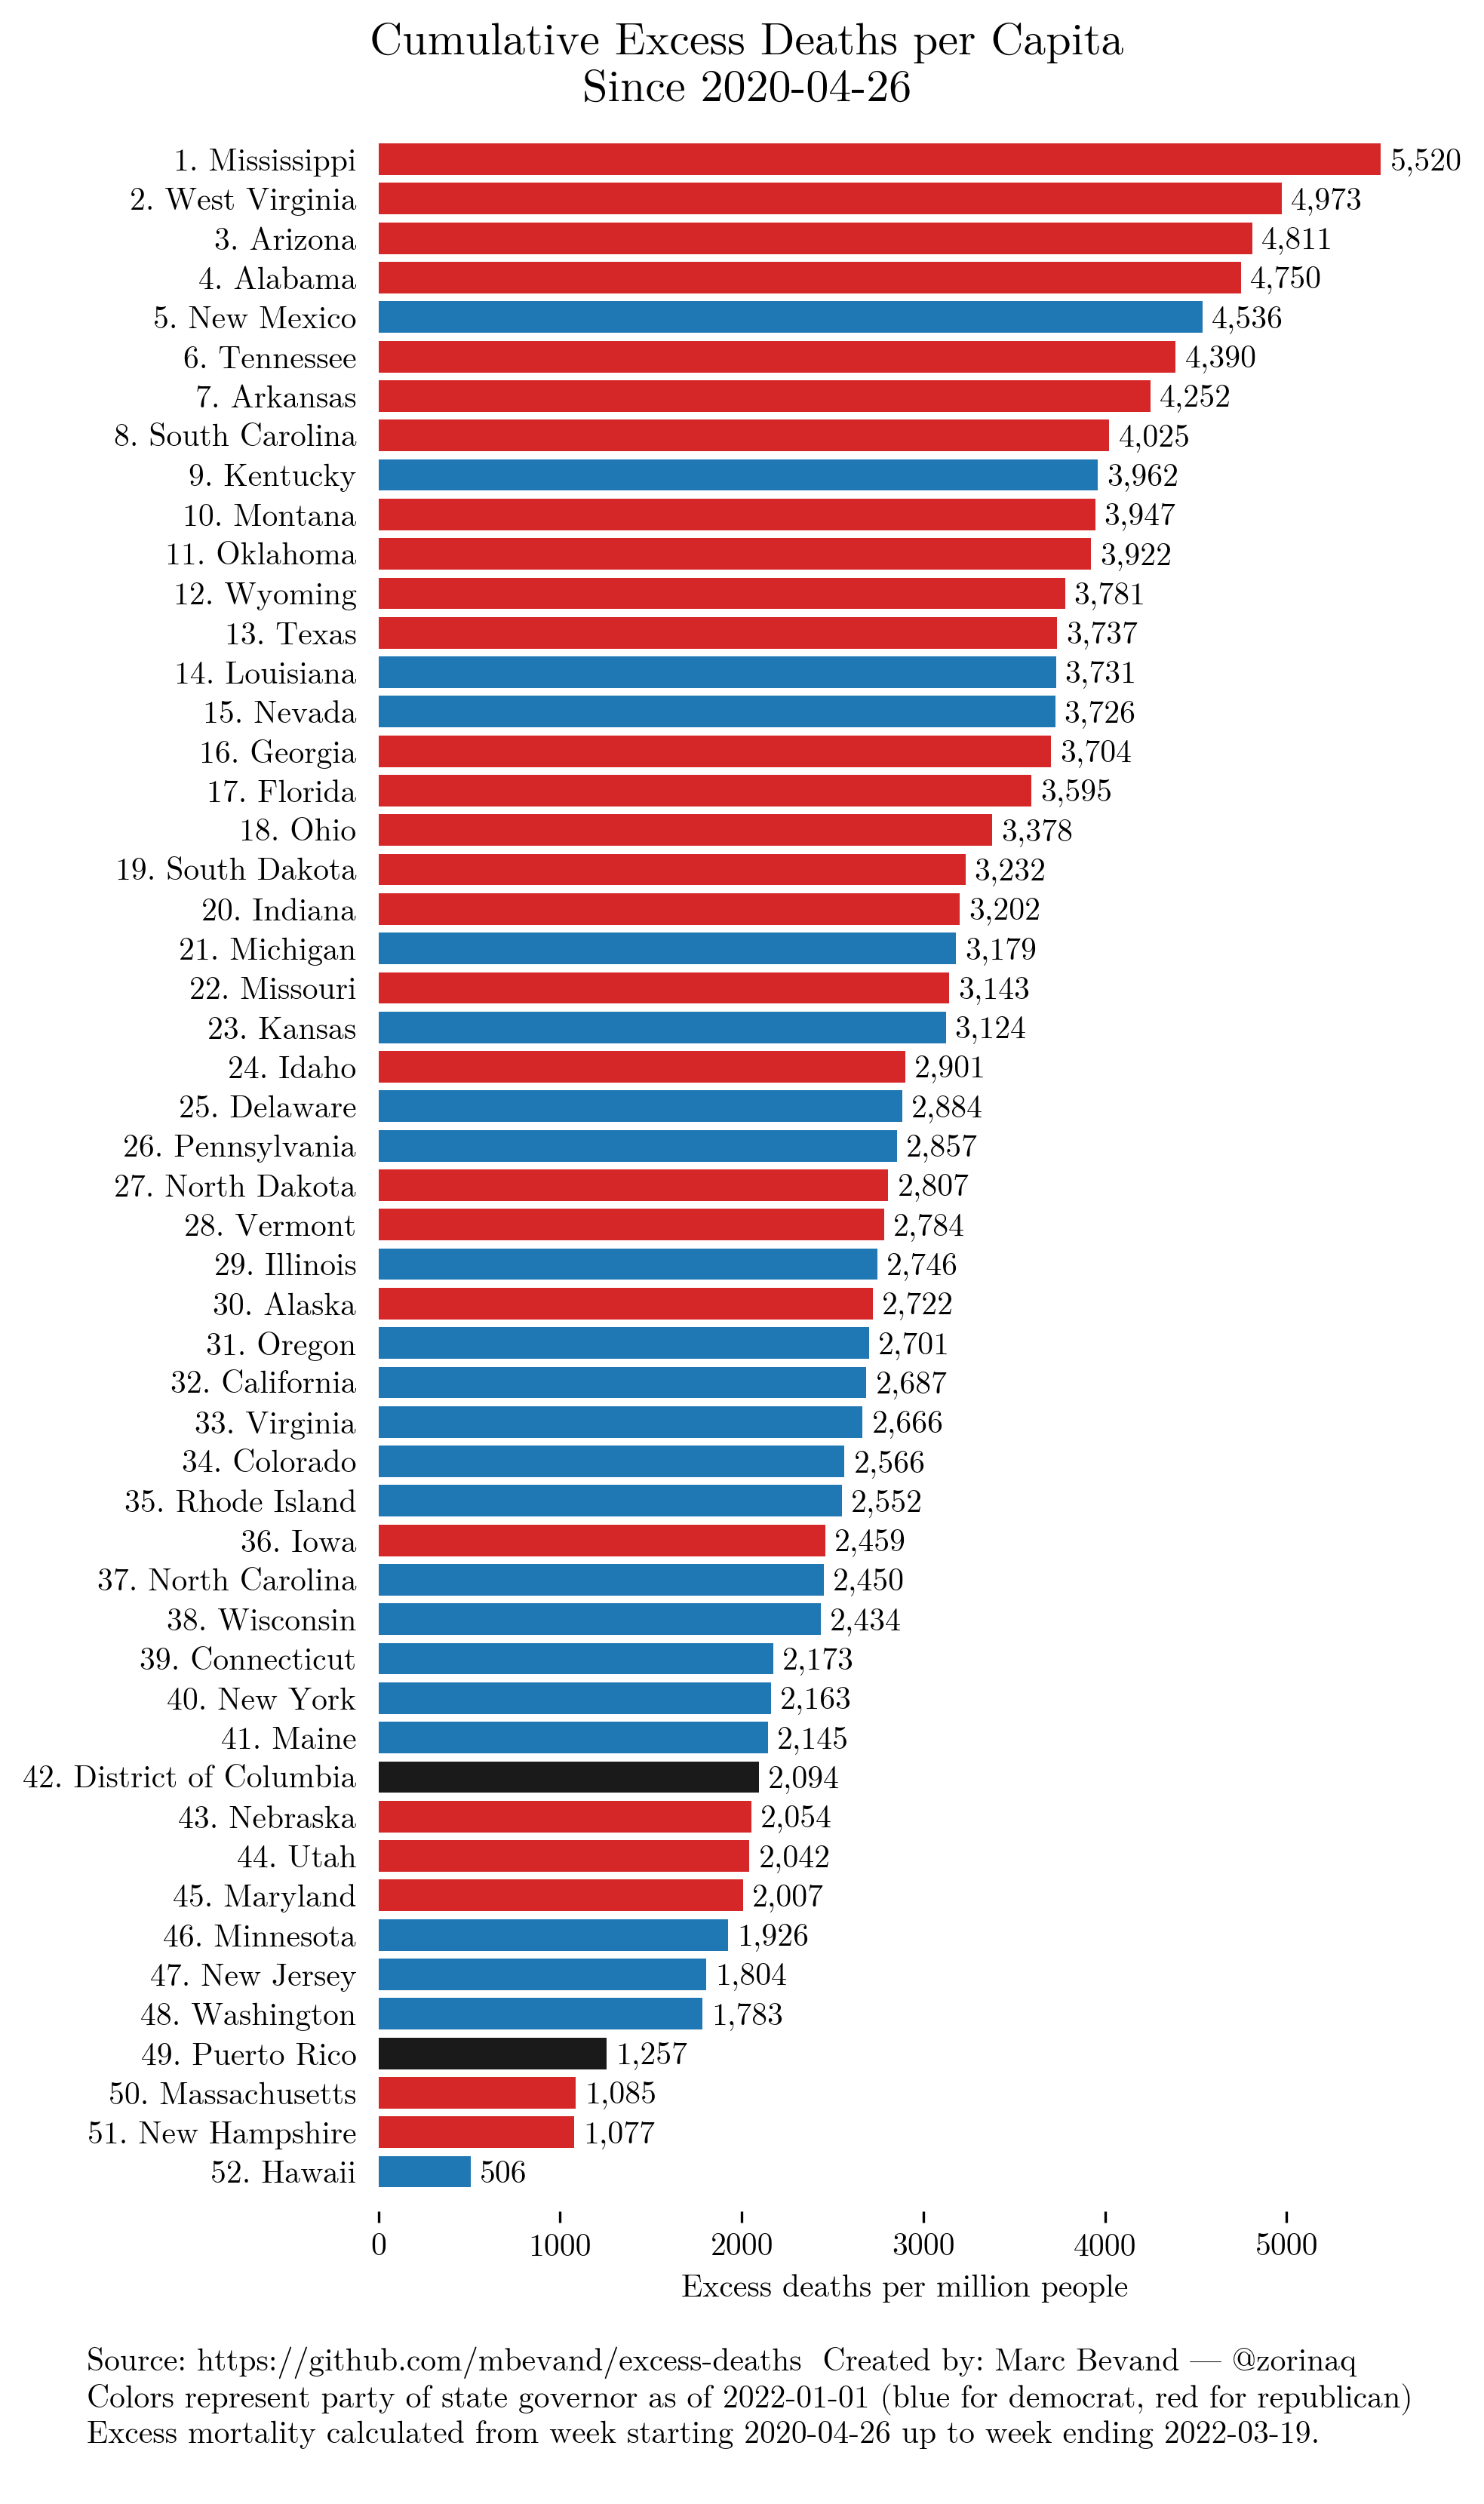 Cumulative Excess Deaths per Capita
Since 2020-04-26
1. Mississippi 5,520
2. West Virginia 4,973
3. Arizona 4,811
4. Alabama 4,750
5. New Mexico 4,536
6. Tennessee 4,390
7. Arkansas 4,252
8. South Carolina 4,025
9. Kentucky 3,962
10. Montana 3,947
11. Oklahoma 3,922
12. Wyoming 3,781
13. Texas 3,737
14. Louisiana 3,731
15. Nevada 3,726
16. Georgia 3,704
17. Florida 3,595
18. Ohio 3,378
19. South Dakota 3,232
20. Indiana 3,202
21. Michigan 3,179
22. Missouri 3,143
23. Kansas 3,124
24. Idaho 2,901
25. Delaware 2,884
26. Pennsylvania 2,857
27. North Dakota 2,807
28. Vermont 2,784
29. Illinois 2,746
30. Alaska 2,722
31. Oregon 2,701
32. California 2,687
33. Virginia 2,666
34. Colorado 2,566
35. Rhode Island 2,552
36. Iowa 2,459
37. North Carolina 2,450
38. Wisconsin 2,434
39. Connecticut 2,173
40. New York 2,163
41. Maine 2,145
42. District of Columbia 2,094
43. Nebraska 2,054
44. Utah 2,042
45. Maryland 2,007
46. Minnesota 1,926
47. New Jersey 1,804
48. Washington 1,783
49. Puerto Rico 1,257
50. Massachusetts 1,085
51. New Hampshire 1,077
52. Hawaii 506
0 1000 2000 3000 4000 5000
Excess deaths per million people
Source: https://github.com/mbevand/excess-deaths Created by: Marc Bevand — @zorinaq
Colors represent party of state governor as of 2022-01-01 (blue for democrat, red for republican)
Excess mortality calculated from week starting 2020-04-26 up to week ending 2022-03-19.